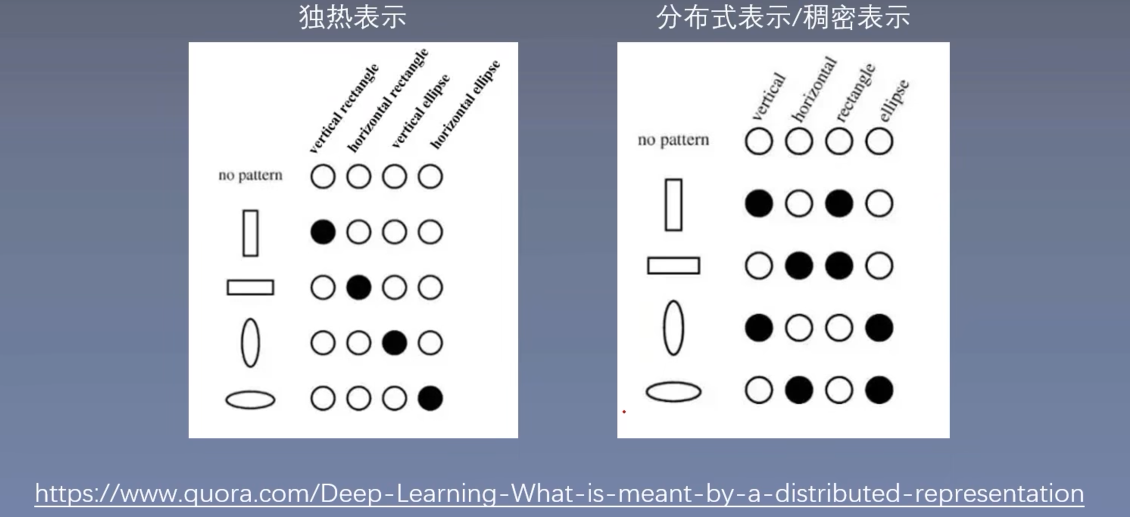 独热表示
vertical rectangle
horizontal rectangle
vertical ellipse
horizontal ellipse
no pattern
分布式表示/稠密表示
vertical
horizontal
rectangle
ellipse
no pattern
https://www.quora.com/Deep-Learning-What-is-meant-by-a-distributed-representation